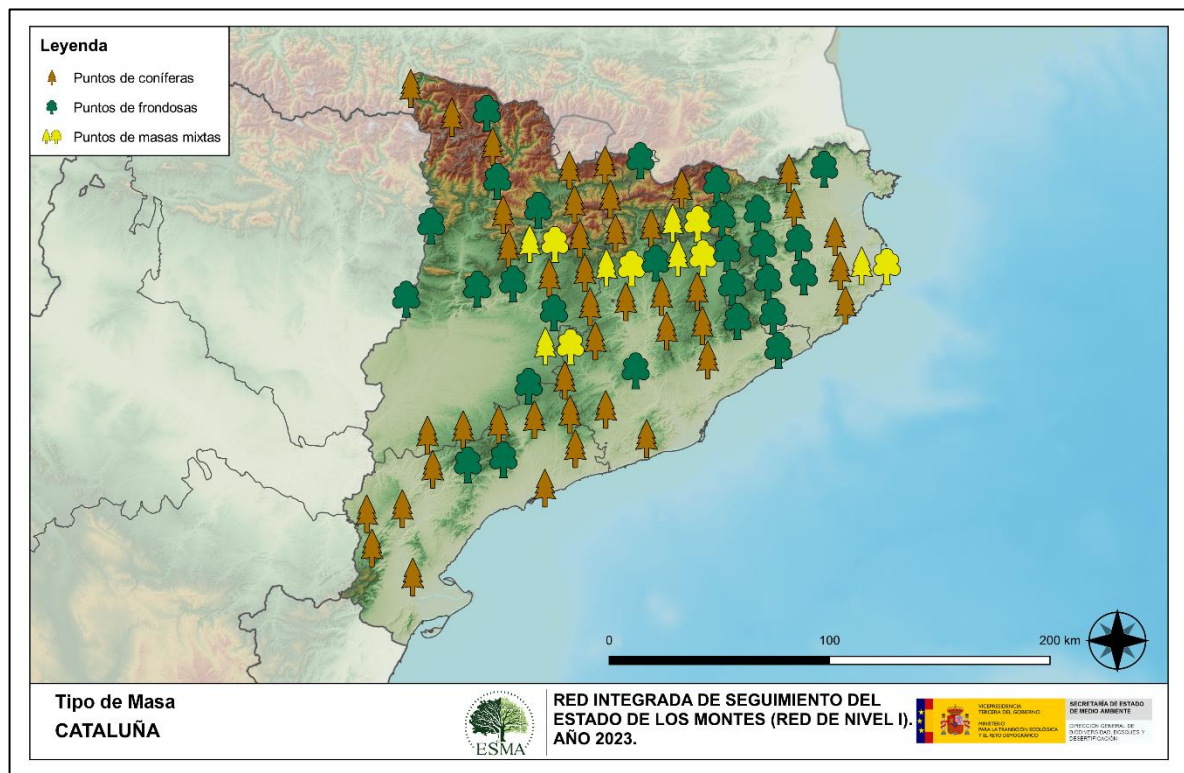 Leyenda
Puntos de coníferas
Puntos de frondosas
Puntos de masas mixtas
0 100 200 km
Tipo de Masa
CATALUÑA
ESMA
RED INTEGRADA DE SEGUIMIENTO DEL
ESTADO DE LOS MONTES (RED DE NIVEL I).
AÑO 2023.
VICEPRESIDENCIA
TERCERA DEL GOBIERNO
MINISTERIO
PARA LA TRANSICIÓN ECOLÓGICA
Y EL RETO DEMOGRÁFICO
SECRETARÍA DE ESTADO
DE MEDIO AMBIENTE
DIRECCIÓN GENERAL DE
BIODIVERSIDAD, BOSQUES Y
DESERTIFICACIÓN